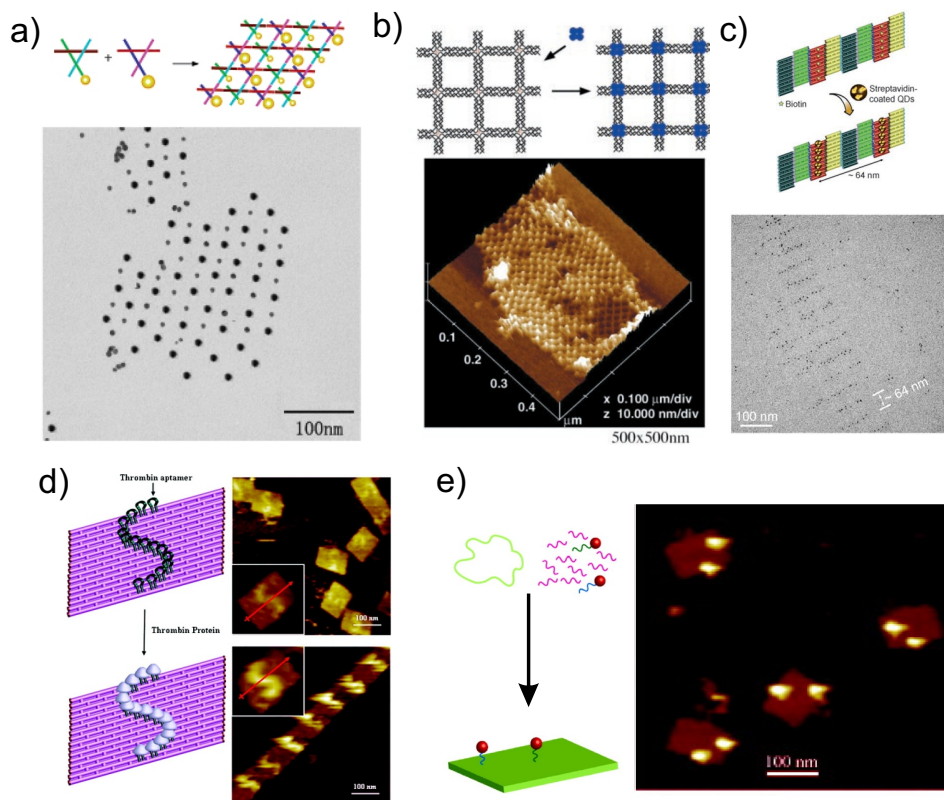 a)
+
100nm
b)
0.1
0.2
0.3
0.4
μm
x 0.100 μm/div
z 10.000 nm/div
500x500nm
c)
Biotin
Streptavidin-
coated QDs
~ 64 nm
100 nm
~ 64 nm
d)
Thrombin aptamer
100 nm
Thrombin Protein
100 nm
e)
100 nm